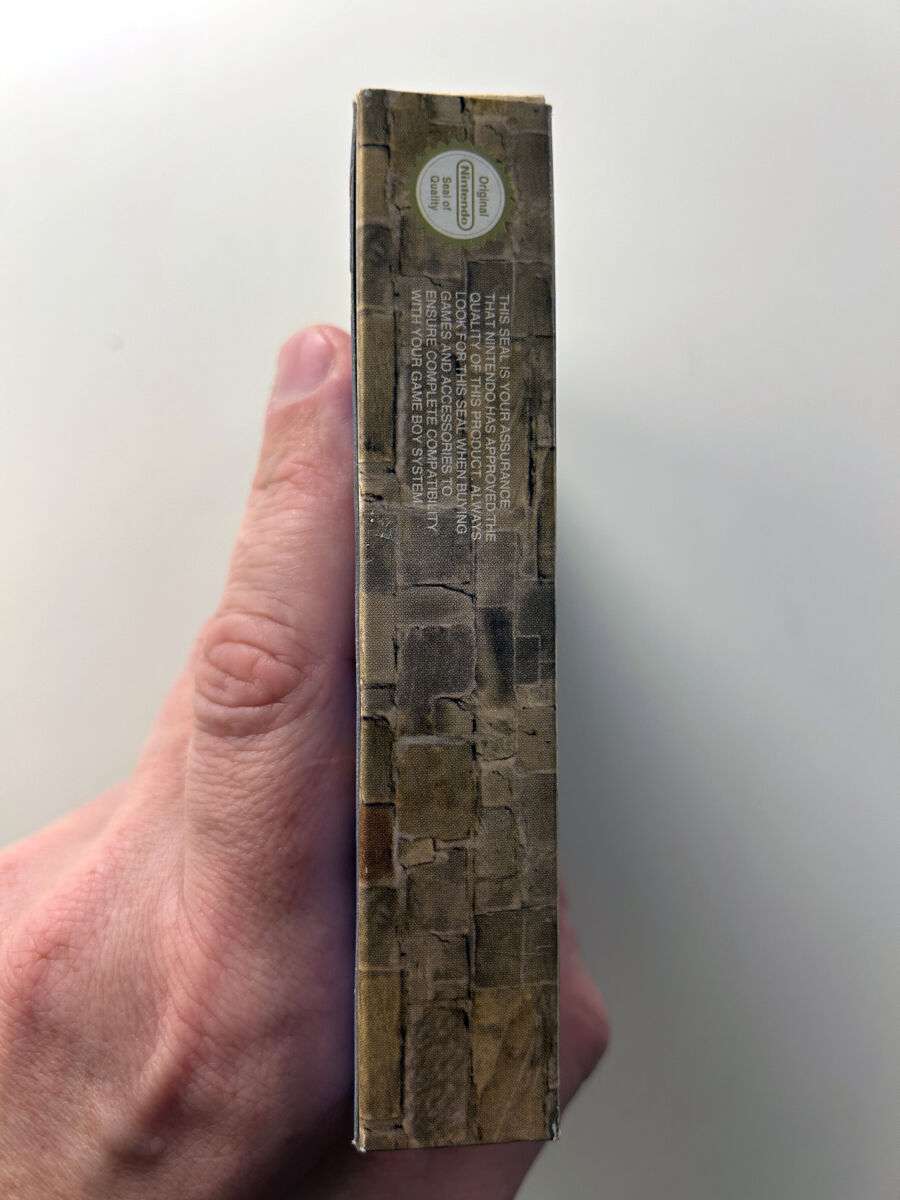 Original
Nintendo
Seal of
Quality
THIS SEAL IS YOUR ASSURANCE
THAT NINTENDO HAS APPROVED THE
QUALITY OF THIS PRODUCT. ALWAYS
LOOK FOR THIS SEAL WHEN BUYING
GAMES AND ACCESSORIES TO
ENSURE COMPLETE COMPATIBILITY
WITH YOUR GAME BOY SYSTEM.